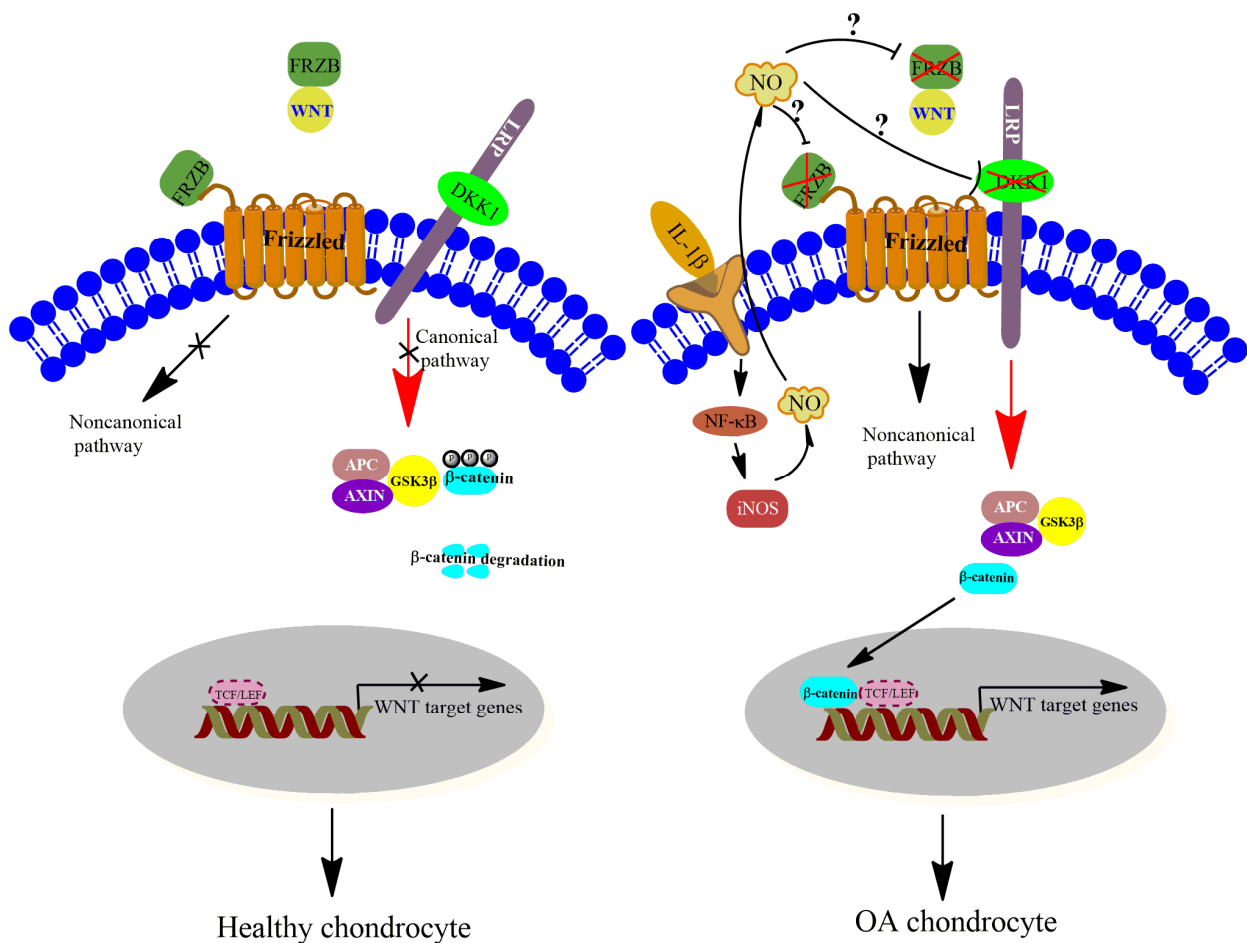 FRZB
WNT
FRZB
LRP
DKK1
Frizzled
Canonical
pathway
Noncanonical
pathway
APC
AXIN
GSK3β
P P P
β-catenin
β-catenin degradation
TCF/LEF
WNT target genes
Healthy chondrocyte
?
NO
FRZB
WNT
?
?
FRZB
LRP
DKK1
IL-1β
Frizzled
NF-κB
NO
iNOS
Noncanonical
pathway
APC
AXIN
GSK3β
β-catenin
β-catenin
TCF/LEF
WNT target genes
OA chondrocyte